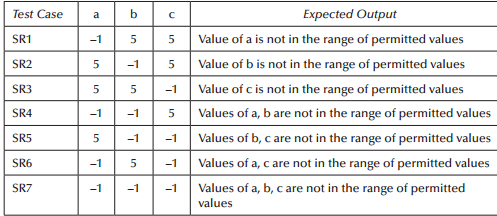 Test Case a b c Expected Output
SR1 –1 5 5 Value of a is not in the range of permitted values
SR2 5 –1 5 Value of b is not in the range of permitted values
SR3 5 5 –1 Value of c is not in the range of permitted values
SR4 –1 –1 5 Values of a, b are not in the range of permitted values
SR5 5 –1 –1 Values of b, c are not in the range of permitted values
SR6 –1 5 –1 Values of a, c are not in the range of permitted values
SR7 –1 –1 –1 Values of a, b, c are not in the range of permitted
values